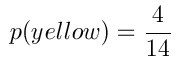 p(yellow) = 4/14